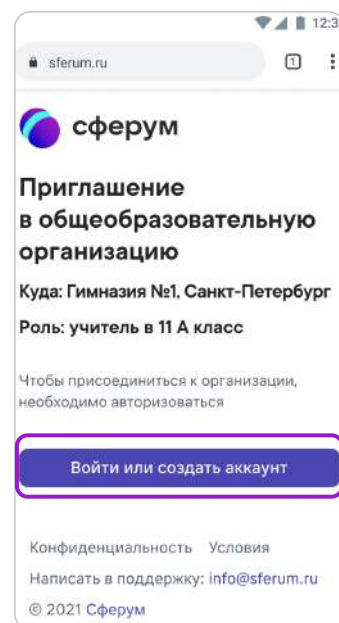 12:3
sferum.ru
1
сферум
Приглашение
в общеобразовательную
организацию
Куда: Гимназия №1, Санкт-Петербург
Роль: учитель в 11 А класс
Чтобы присоединиться к организации,
необходимо авторизоваться
Войти или создать аккаунт
Конфиденциальность Условия
Написать в поддержку: info@sferum.ru
© 2021 Сферум